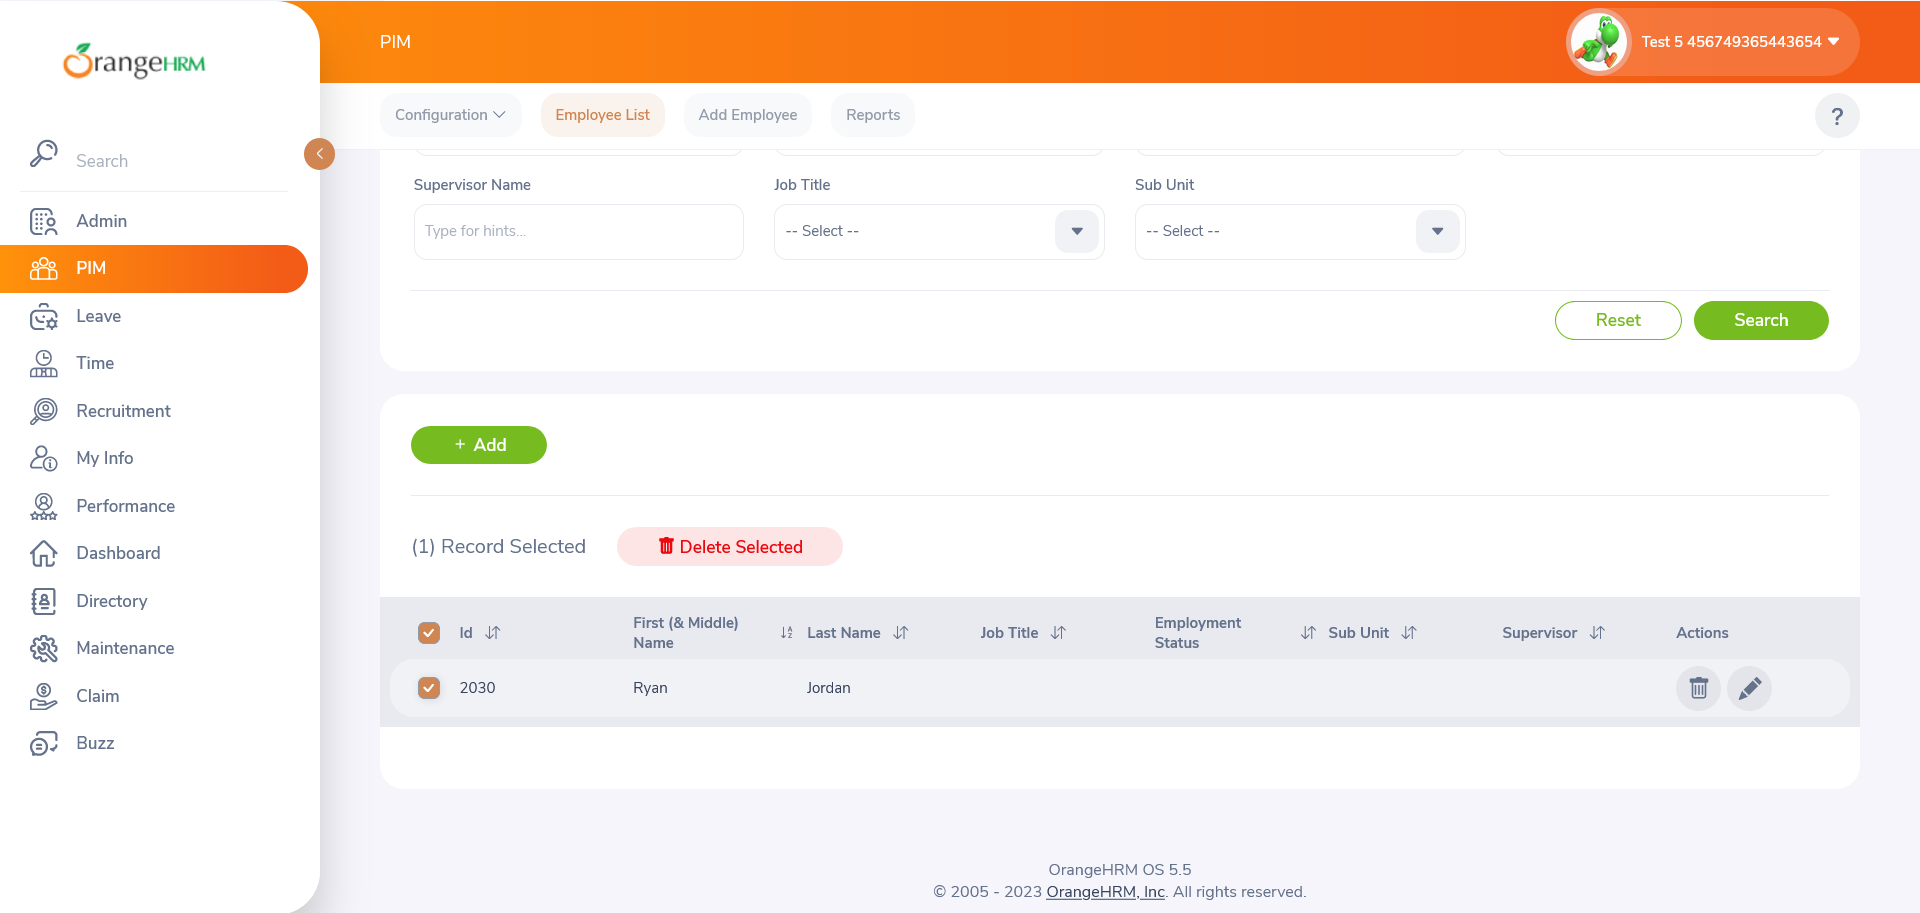 OrangeHRM
PIM
Test 5 456749365443654
Configuration
Employee List
Add Employee
Reports
?
Search
Admin
PIM
Leave
Time
Recruitment
My Info
Performance
Dashboard
Directory
Maintenance
Claim
Buzz
Supervisor Name
Job Title
Sub Unit
Type for hints...
-- Select --
-- Select --
Reset
Search
+ Add
(1) Record Selected
Delete Selected
Id
First (& Middle)
Name
Last Name
Job Title
Employment
Status
Sub Unit
Supervisor
Actions
2030
Ryan
Jordan
OrangeHRM OS 5.5
© 2005 - 2023 OrangeHRM, Inc. All rights reserved.